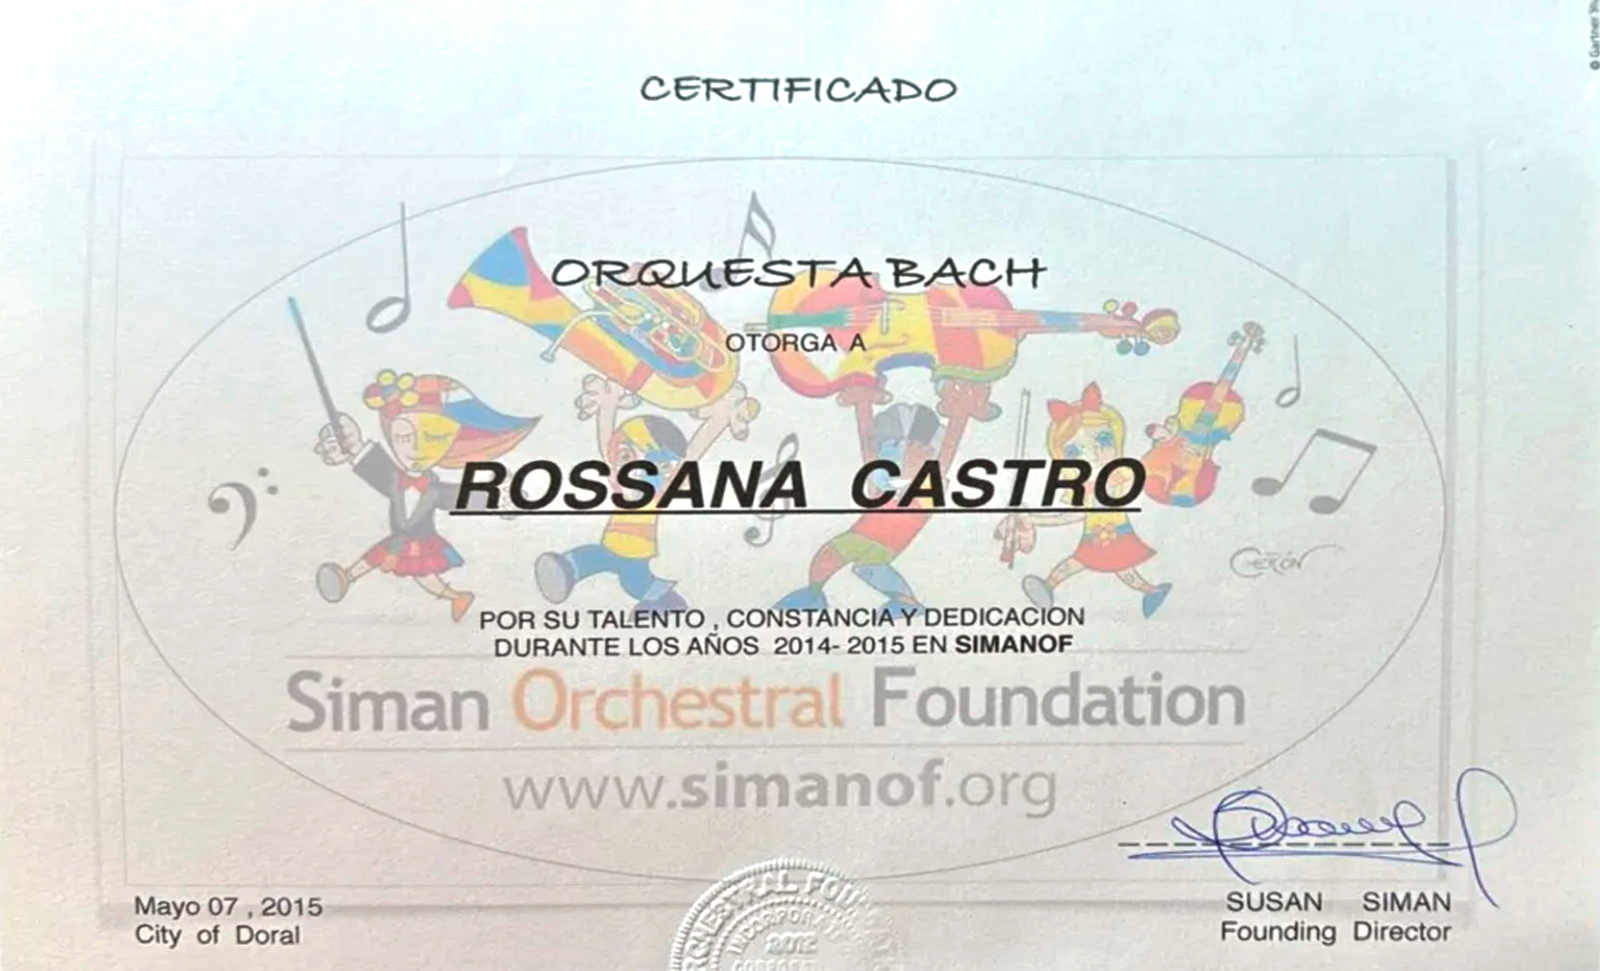 CERTIFICADO
ORQUESTA BACH
OTORGA A
ROSSANA CASTRO
POR SU TALENTO , CONSTANCIA Y DEDICACION
DURANTE LOS AÑOS 2014- 2015 EN SIMANOF
Siman Orchestral Foundation
www.simanof.org
CERÓN
Mayo 07 , 2015
City of Doral
SUSAN SIMAN
Founding Director